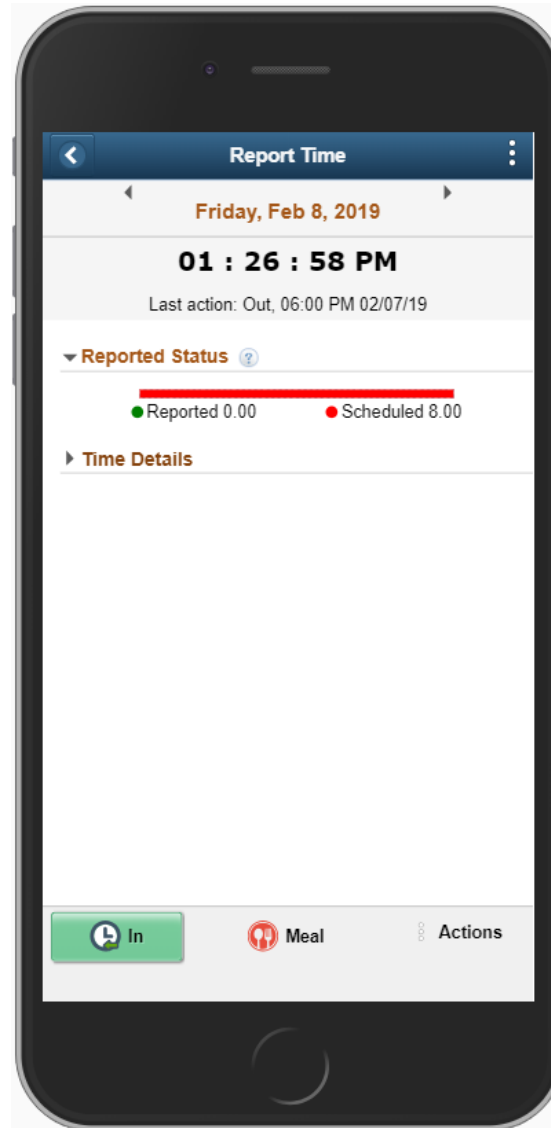 Report Time
Friday, Feb 8, 2019
01 : 26 : 58 PM
Last action: Out, 06:00 PM 02/07/19
Reported Status ?
Reported 0.00 Scheduled 8.00
Time Details
In Meal Actions